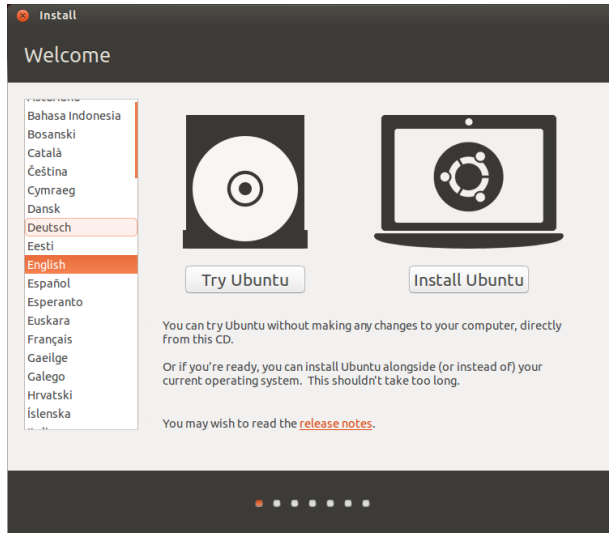 Install
Welcome
Bahasa Indonesia
Bosanski
Català
Čeština
Cymraeg
Dansk
Deutsch
Eesti
English
Español
Esperanto
Euskara
Français
Gaeilge
Galego
Hrvatski
Íslenska
Try Ubuntu
Install Ubuntu
You can try Ubuntu without making any changes to your computer, directly
from this CD.
Or if you're ready, you can install Ubuntu alongside (or instead of) your
current operating system. This shouldn't take too long.
You may wish to read the release notes.